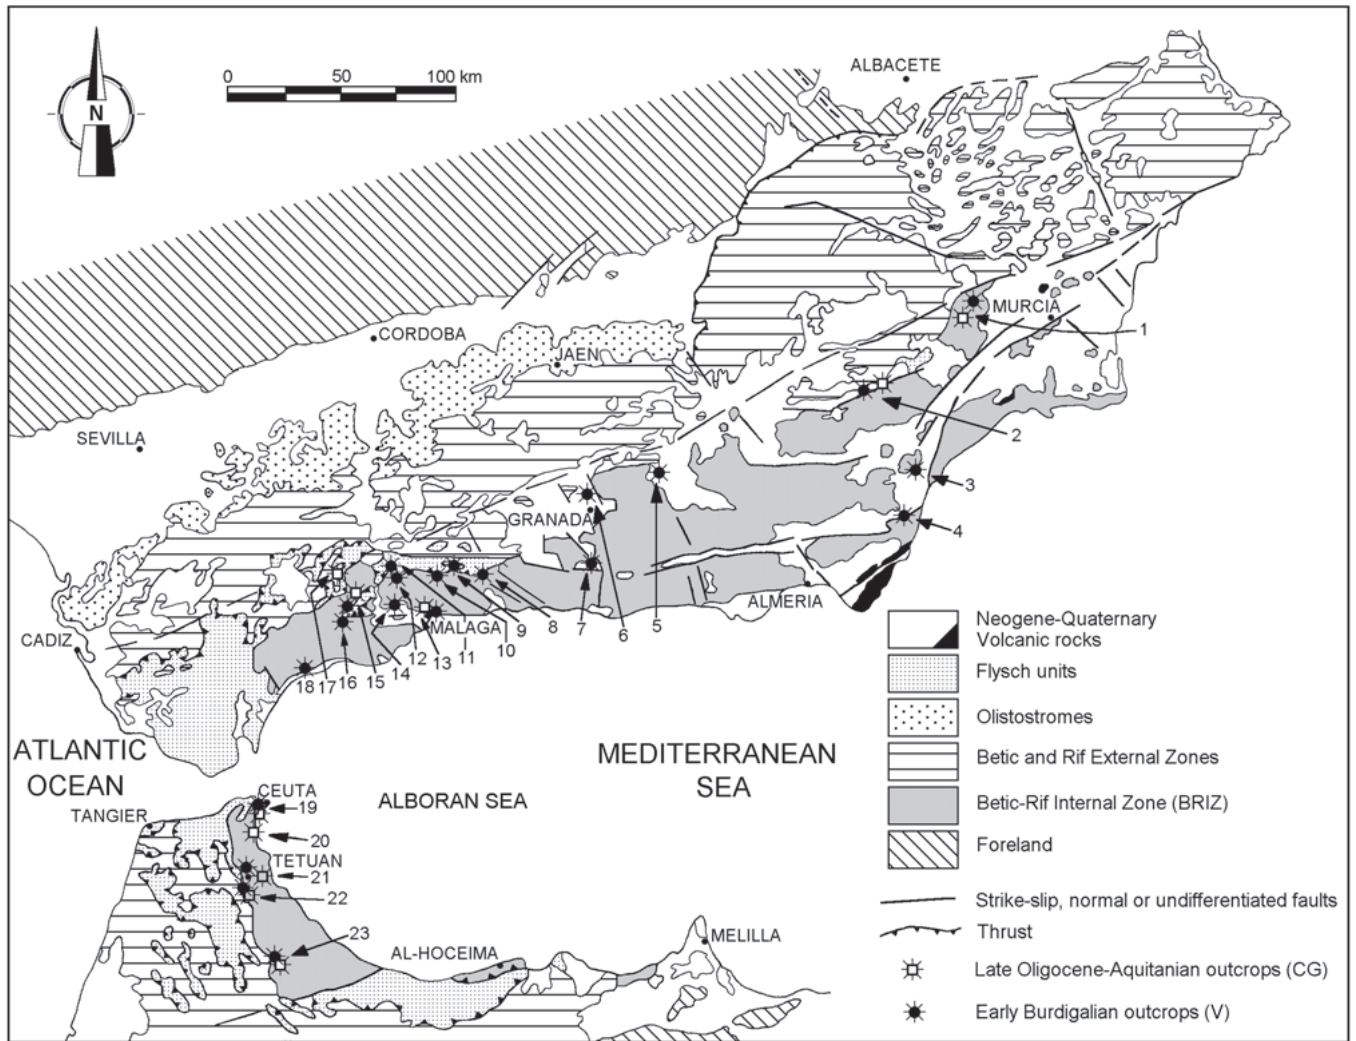 ALBACETE
0 50 100 km
N
MURCIA
1
CORDOBA
JAEN
SEVILLA
2
3
GRANADA
4
ALMERIA
5
6
7
8
9
10
MALAGA
11
12
13
14
15
16
17
18
CADIZ
Neogene-Quaternary
Volcanic rocks
Flysch units
Olistostromes
Betic and Rif External Zones
Betic-Rif Internal Zone (BRIZ)
Foreland
Strike-slip, normal or undifferentiated faults
Thrust
Late Oligocene-Aquitanian outcrops (CG)
Early Burdigalian outcrops (V)
ATLANTIC
OCEAN
MEDITERRANEAN
SEA
ALBORAN SEA
CEUTA
19
TANGIER
20
TETUAN
21
22
23
AL-HOCEIMA
MELILLA